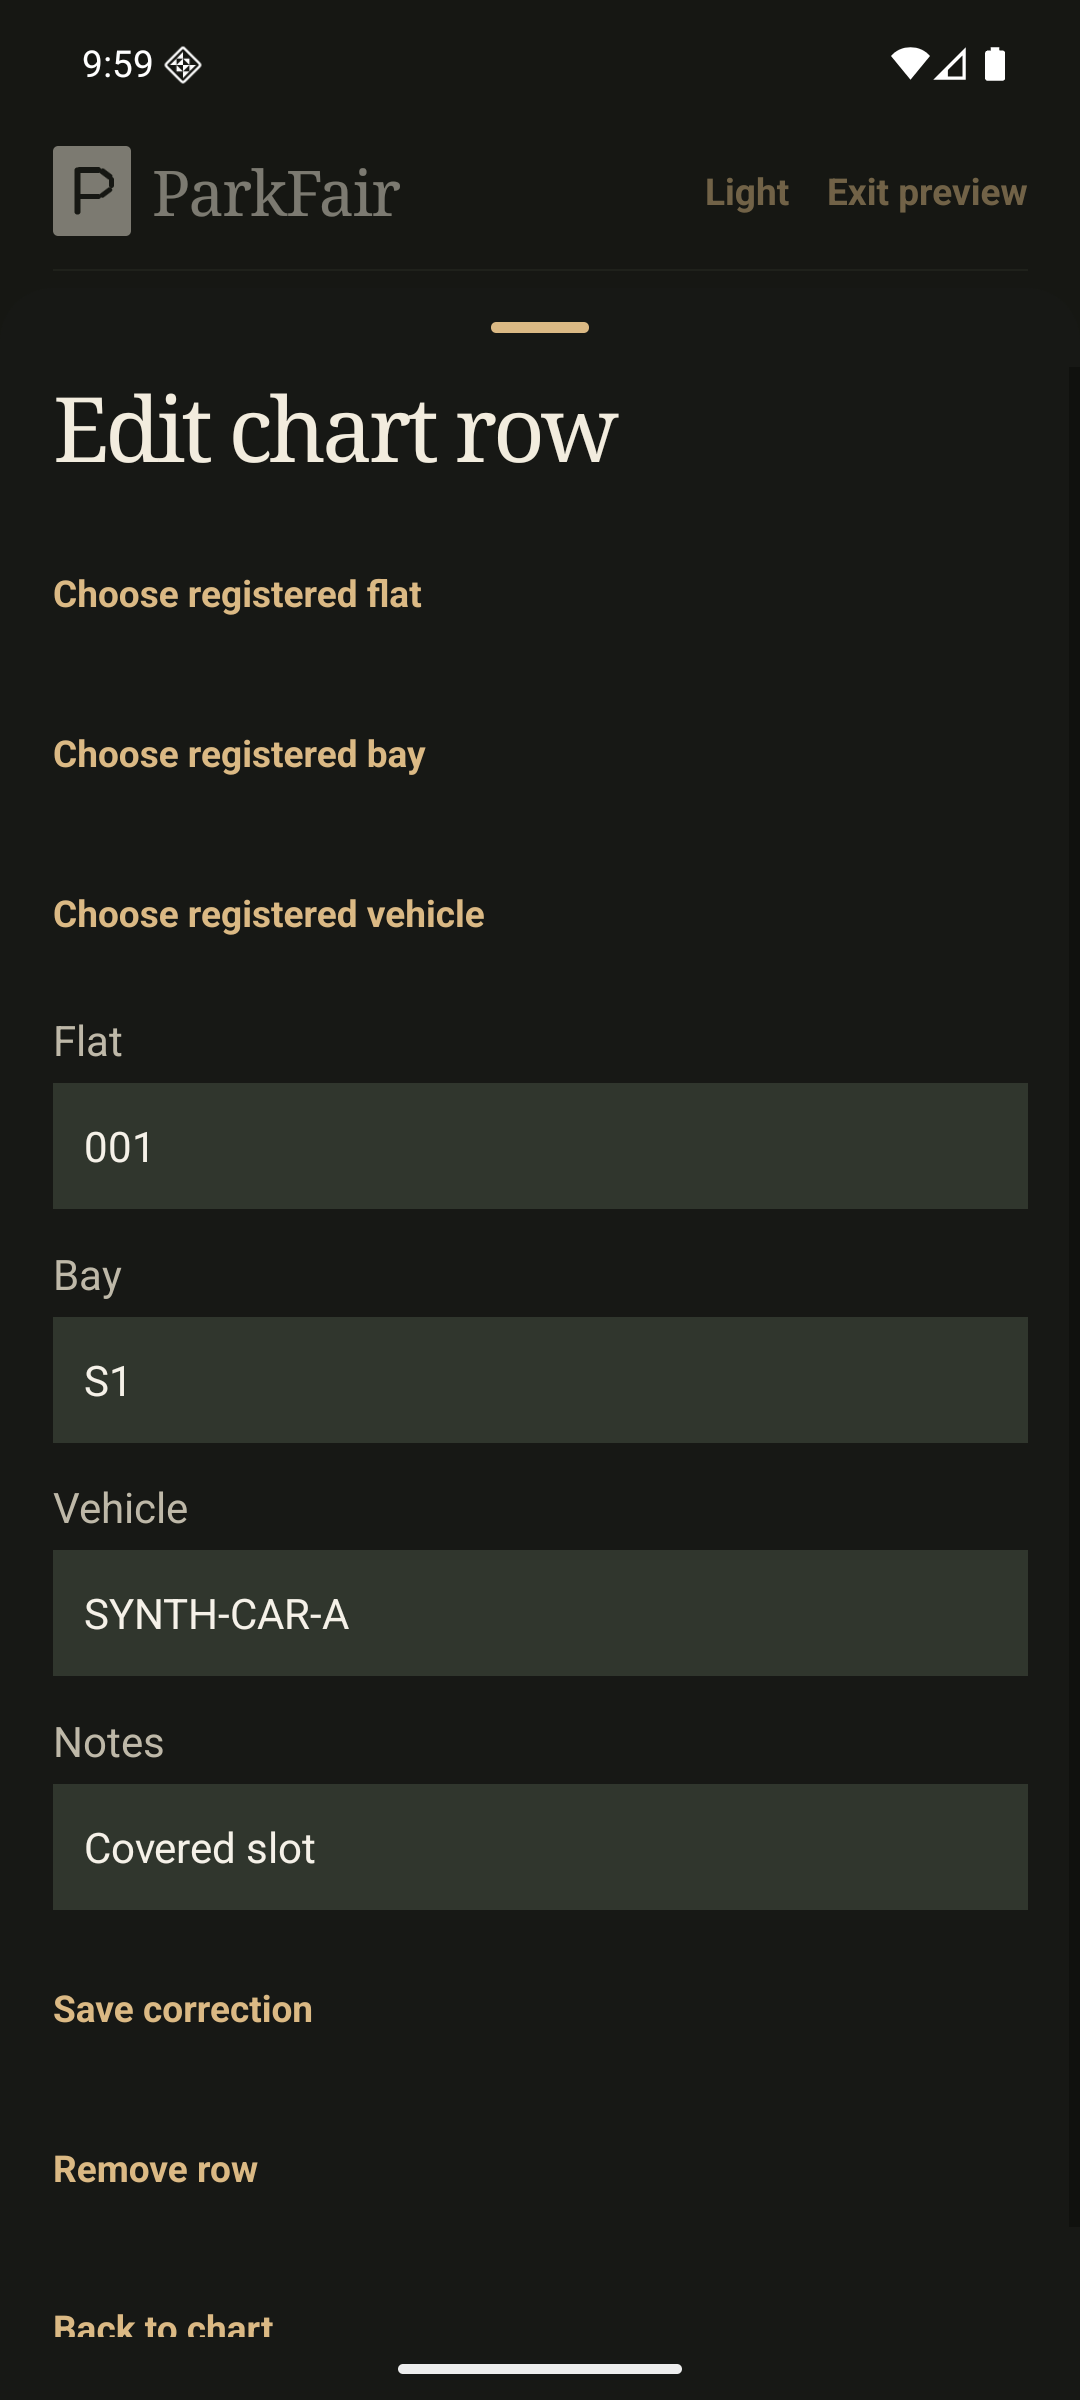 9:59
ParkFair
Light Exit preview
Edit chart row
Choose registered flat
Choose registered bay
Choose registered vehicle
Flat
001
Bay
S1
Vehicle
SYNTH-CAR-A
Notes
Covered slot
Save correction
Remove row
Back to chart